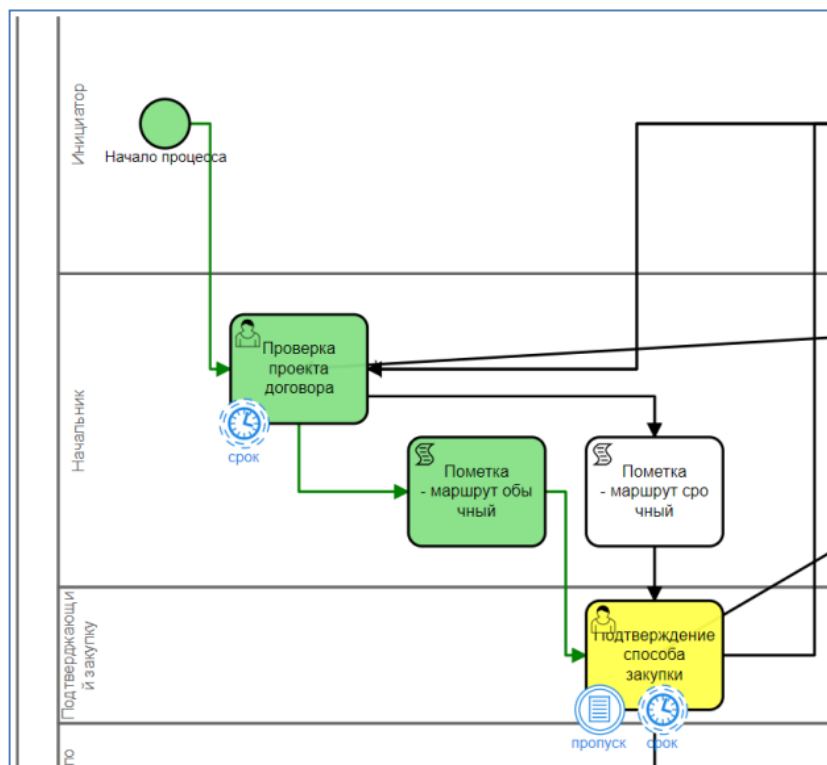 Инициатор
Начало процесса
Начальник
Проверка
проекта
договора
срок
Пометка
- маршрут обы
чный
Пометка
- маршрут сро
чный
Подтверждающи
й закупку
Подтверждение
способа
закупки
пропуск
срок
по